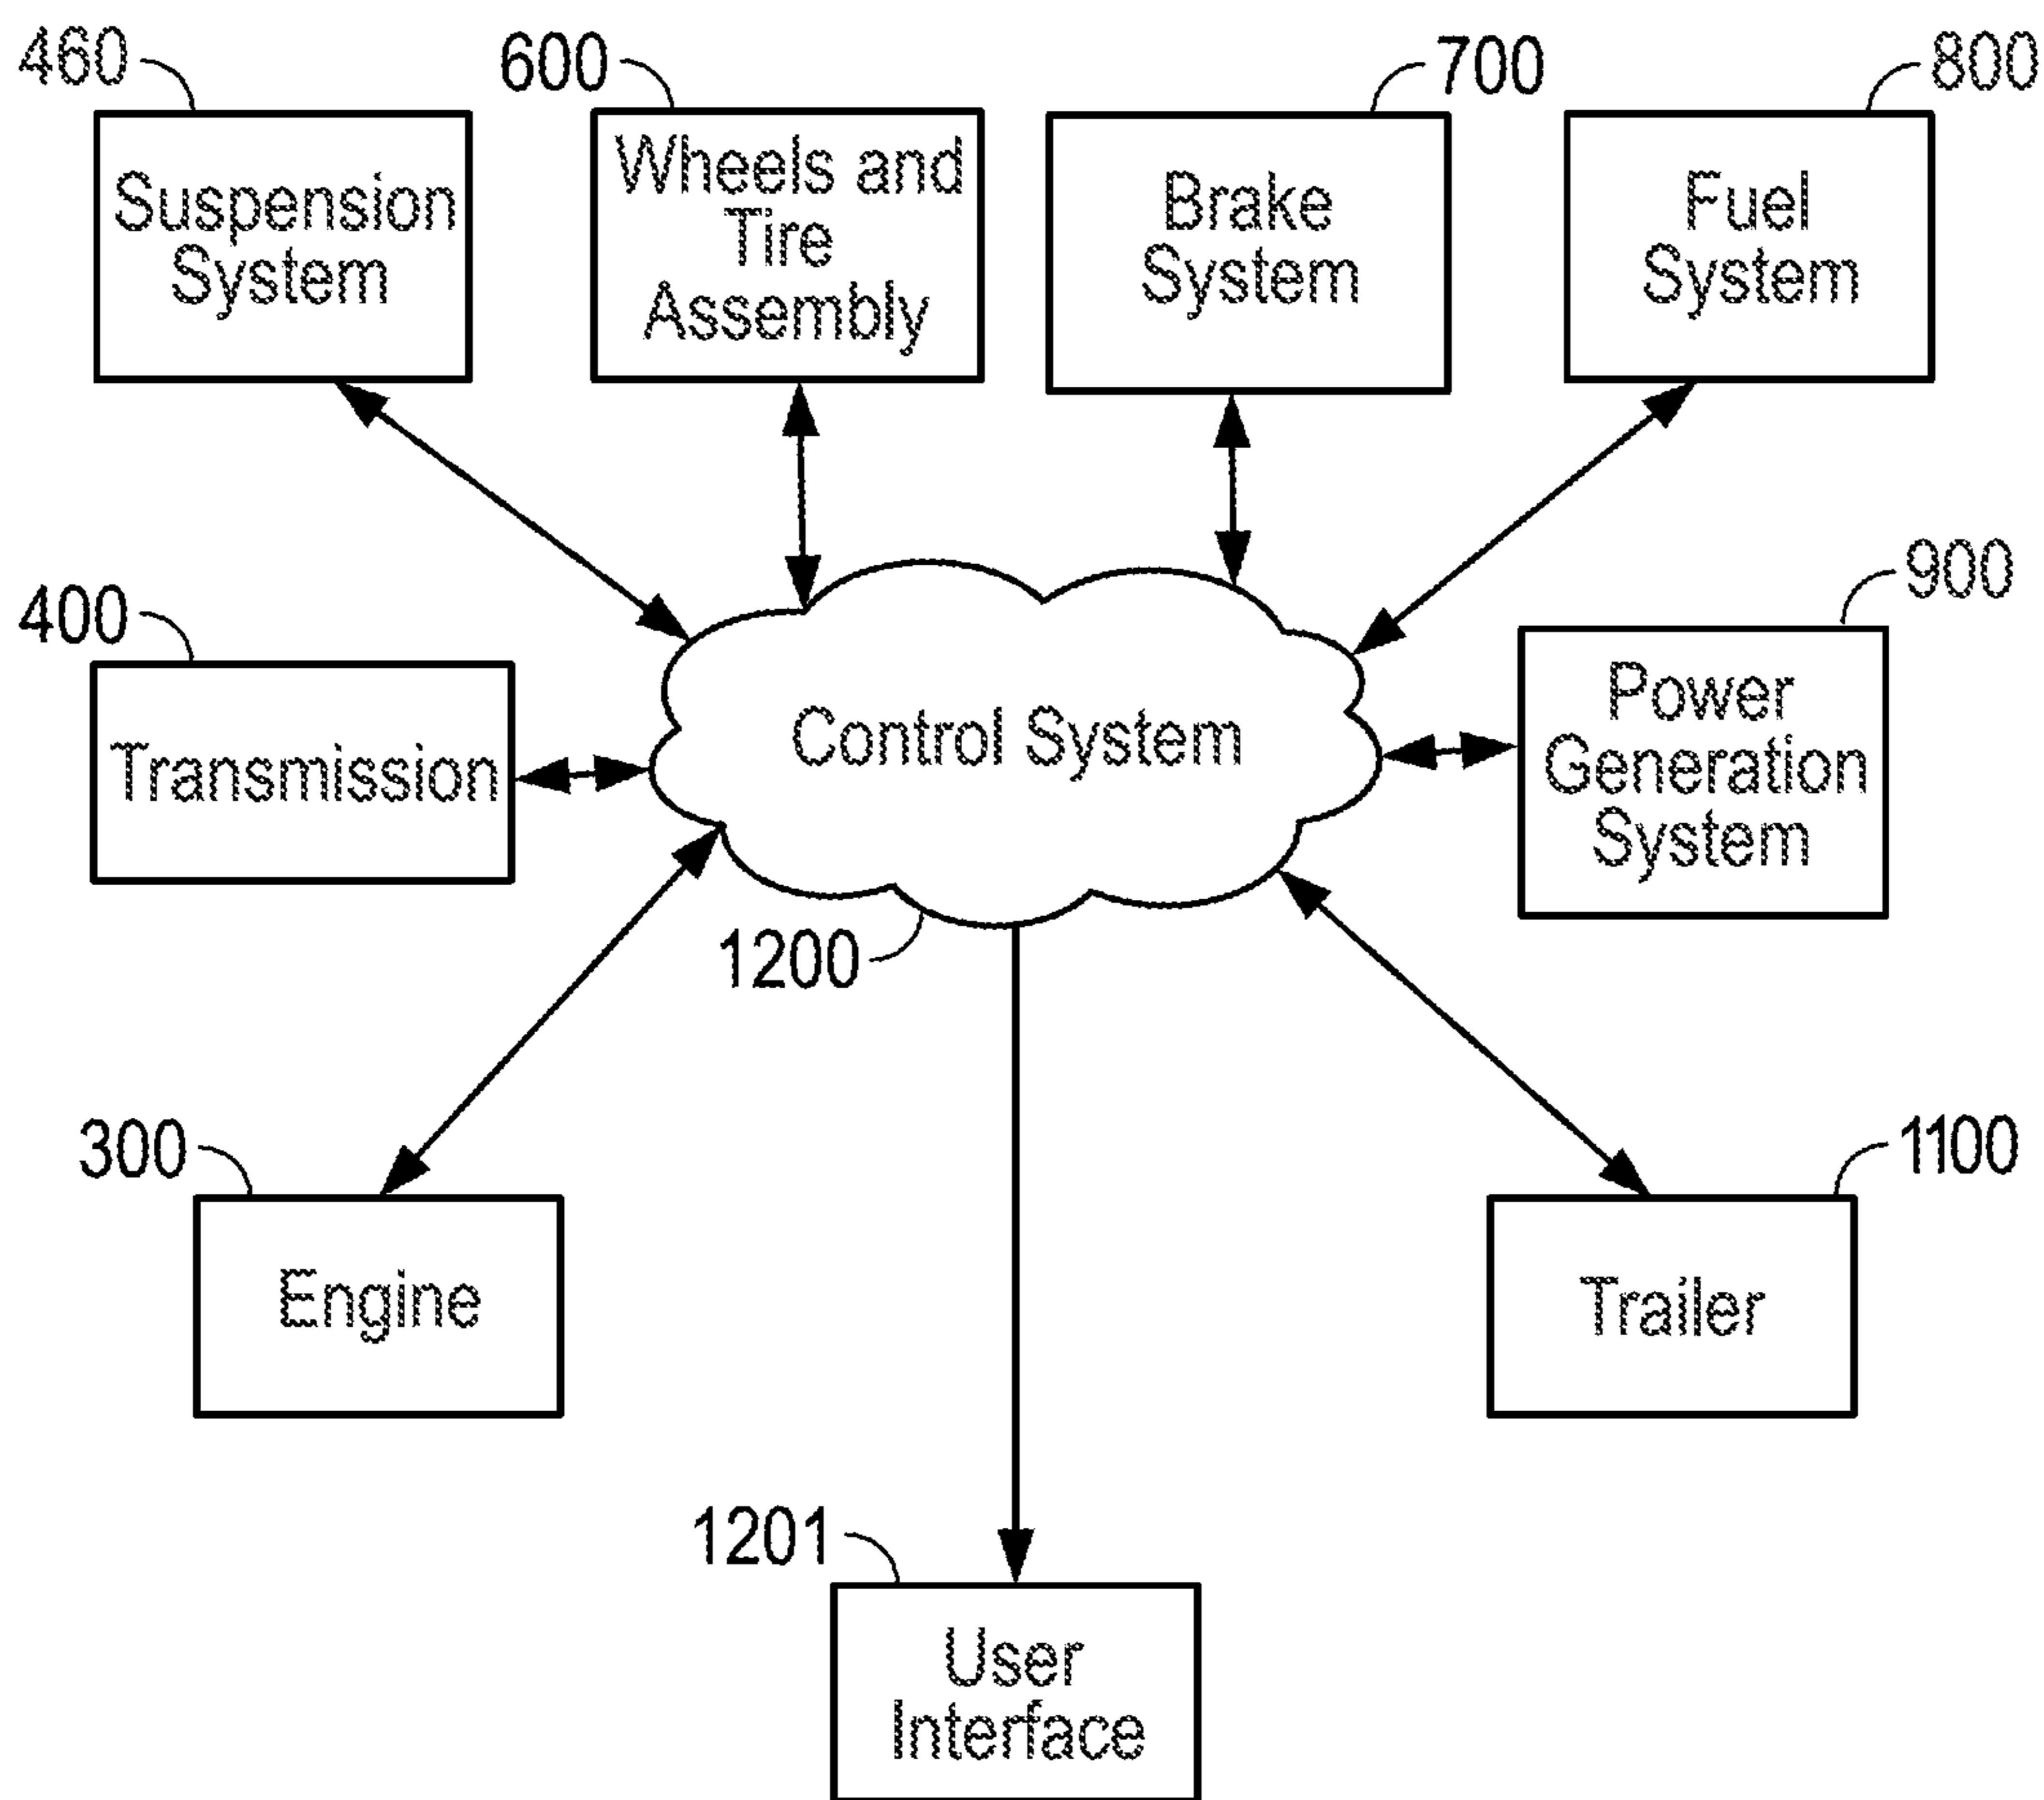 460
600
700
800
Suspension
System
Wheels and
Tire
Assembly
Brake
System
Fuel
System
400
900
Transmission
Control System
Power
Generation
System
1200
300
1100
Engine
Trailer
1201
User
Interface